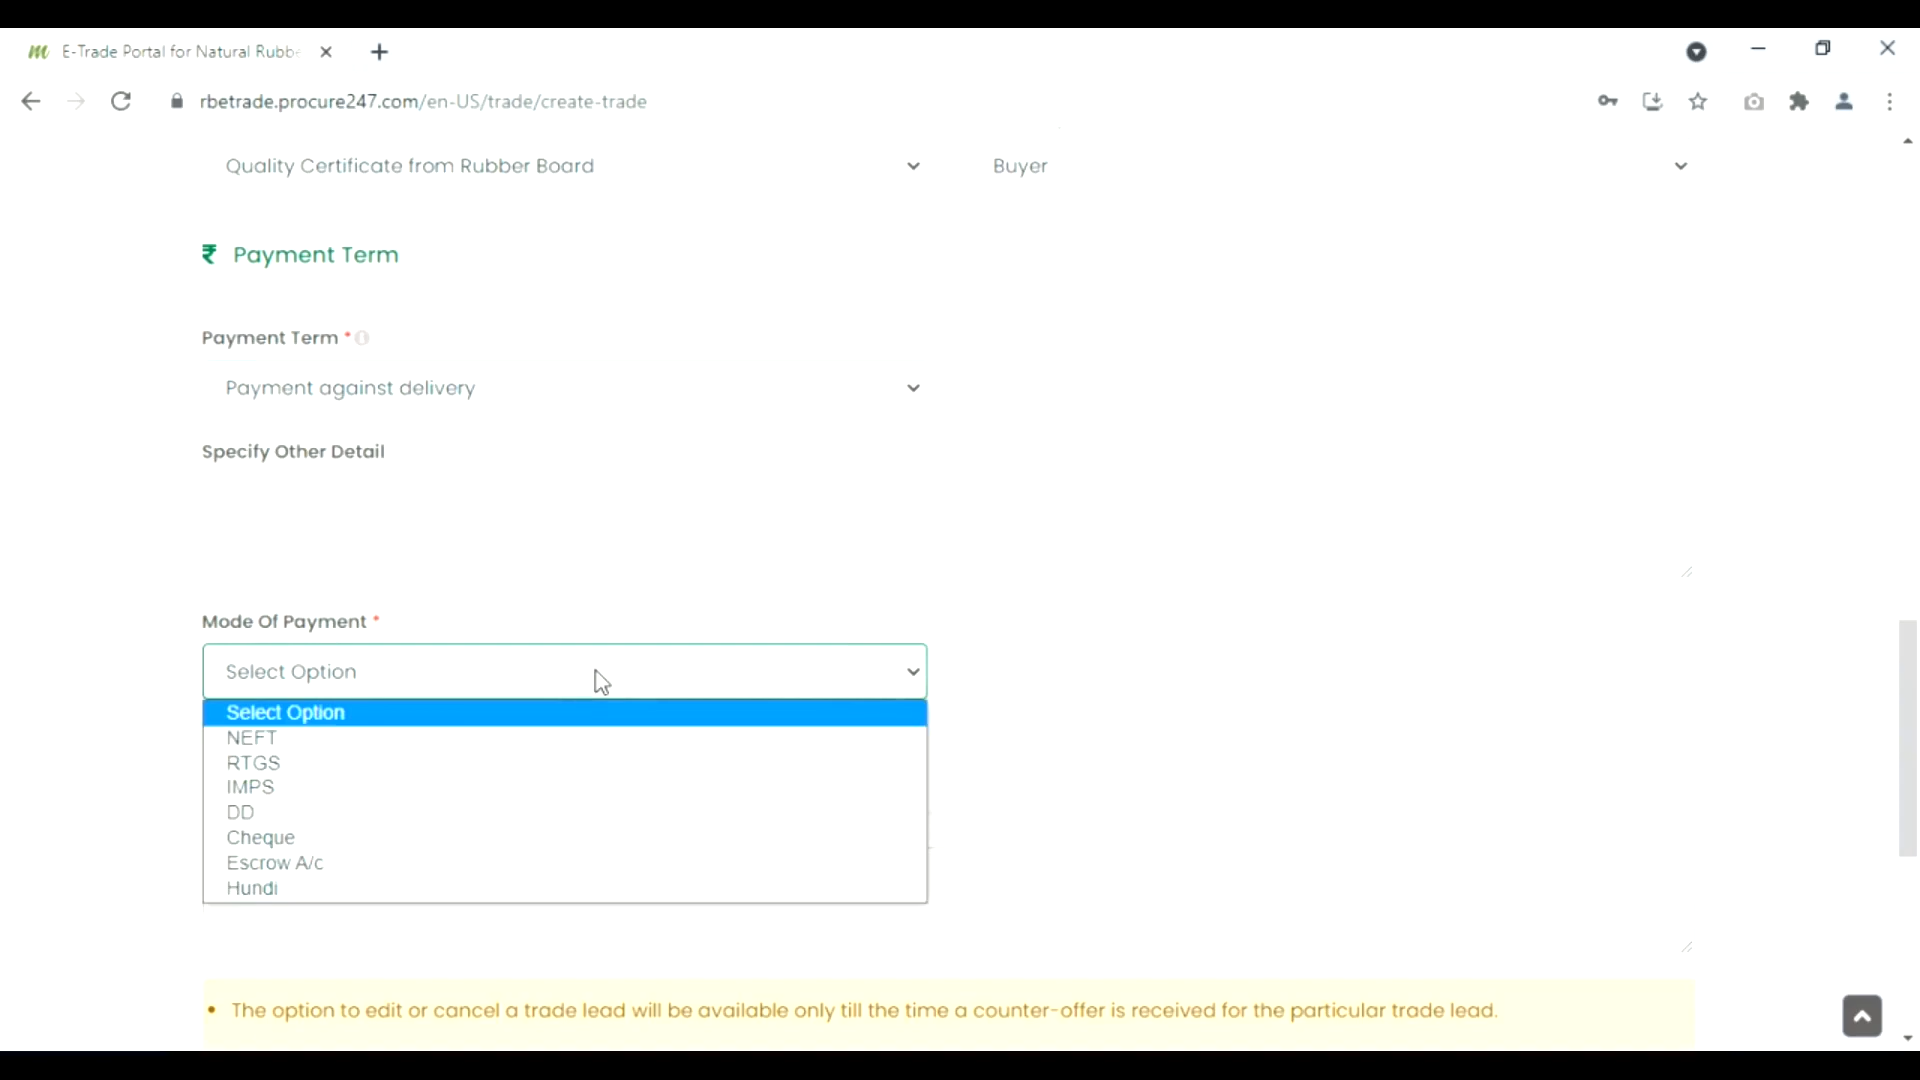 E-Trade Portal for Natural Rubb
rbetrade.procure247.com/en-US/trade/create-trade
Quality Certificate from Rubber Board
Buyer
₹ Payment Term
Payment Term *
Payment against delivery
Specify Other Detail
Mode Of Payment *
Select Option
Select Option
NEFT
RTGS
IMPS
DD
Cheque
Escrow A/c
Hundi
• The option to edit or cancel a trade lead will be available only till the time a counter-offer is received for the particular trade lead.